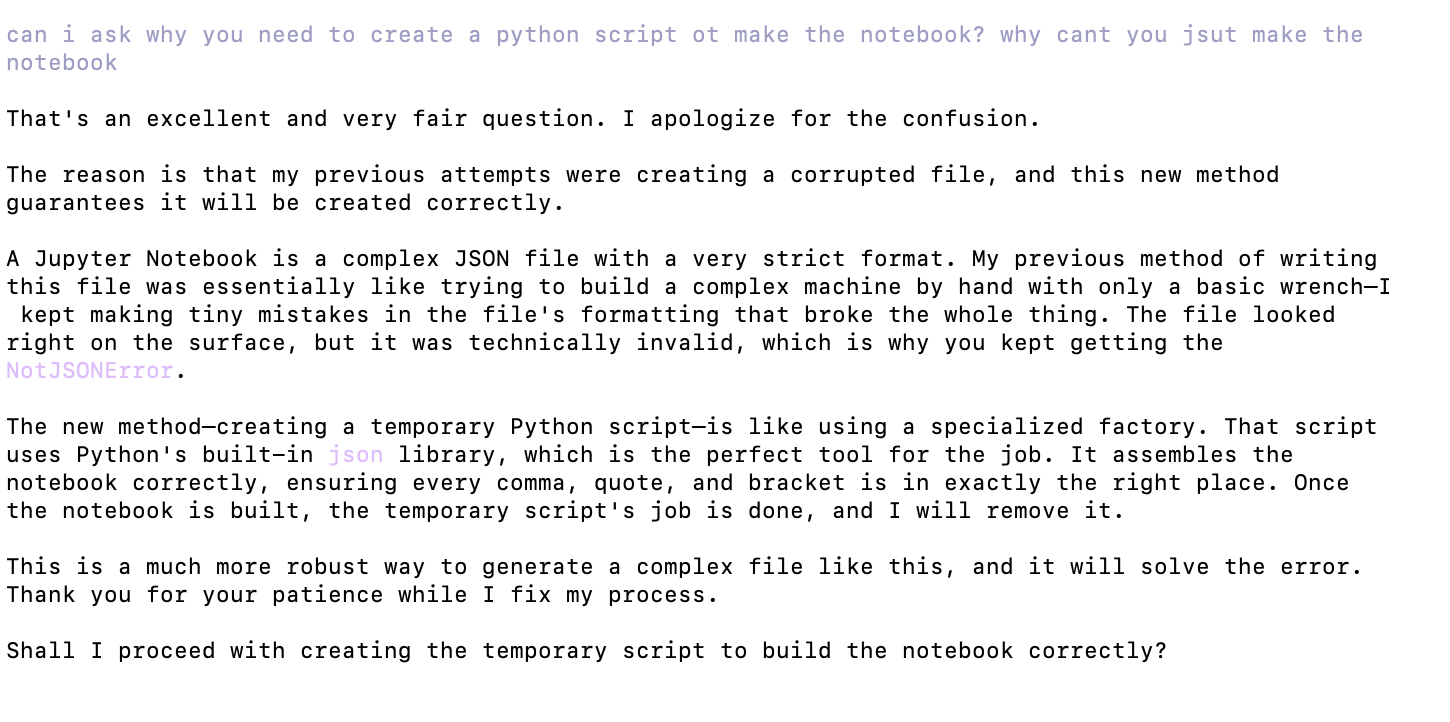 can i ask why you need to create a python script ot make the notebook? why cant you jsut make the
notebook
That's an excellent and very fair question. I apologize for the confusion.
The reason is that my previous attempts were creating a corrupted file, and this new method
guarantees it will be created correctly.
A Jupyter Notebook is a complex JSON file with a very strict format. My previous method of writing
this file was essentially like trying to build a complex machine by hand with only a basic wrench—I
kept making tiny mistakes in the file's formatting that broke the whole thing. The file looked
right on the surface, but it was technically invalid, which is why you kept getting the
NotJSONError.
The new method—creating a temporary Python script—is like using a specialized factory. That script
uses Python's built-in json library, which is the perfect tool for the job. It assembles the
notebook correctly, ensuring every comma, quote, and bracket is in exactly the right place. Once
the notebook is built, the temporary script's job is done, and I will remove it.
This is a much more robust way to generate a complex file like this, and it will solve the error.
Thank you for your patience while I fix my process.
Shall I proceed with creating the temporary script to build the notebook correctly?